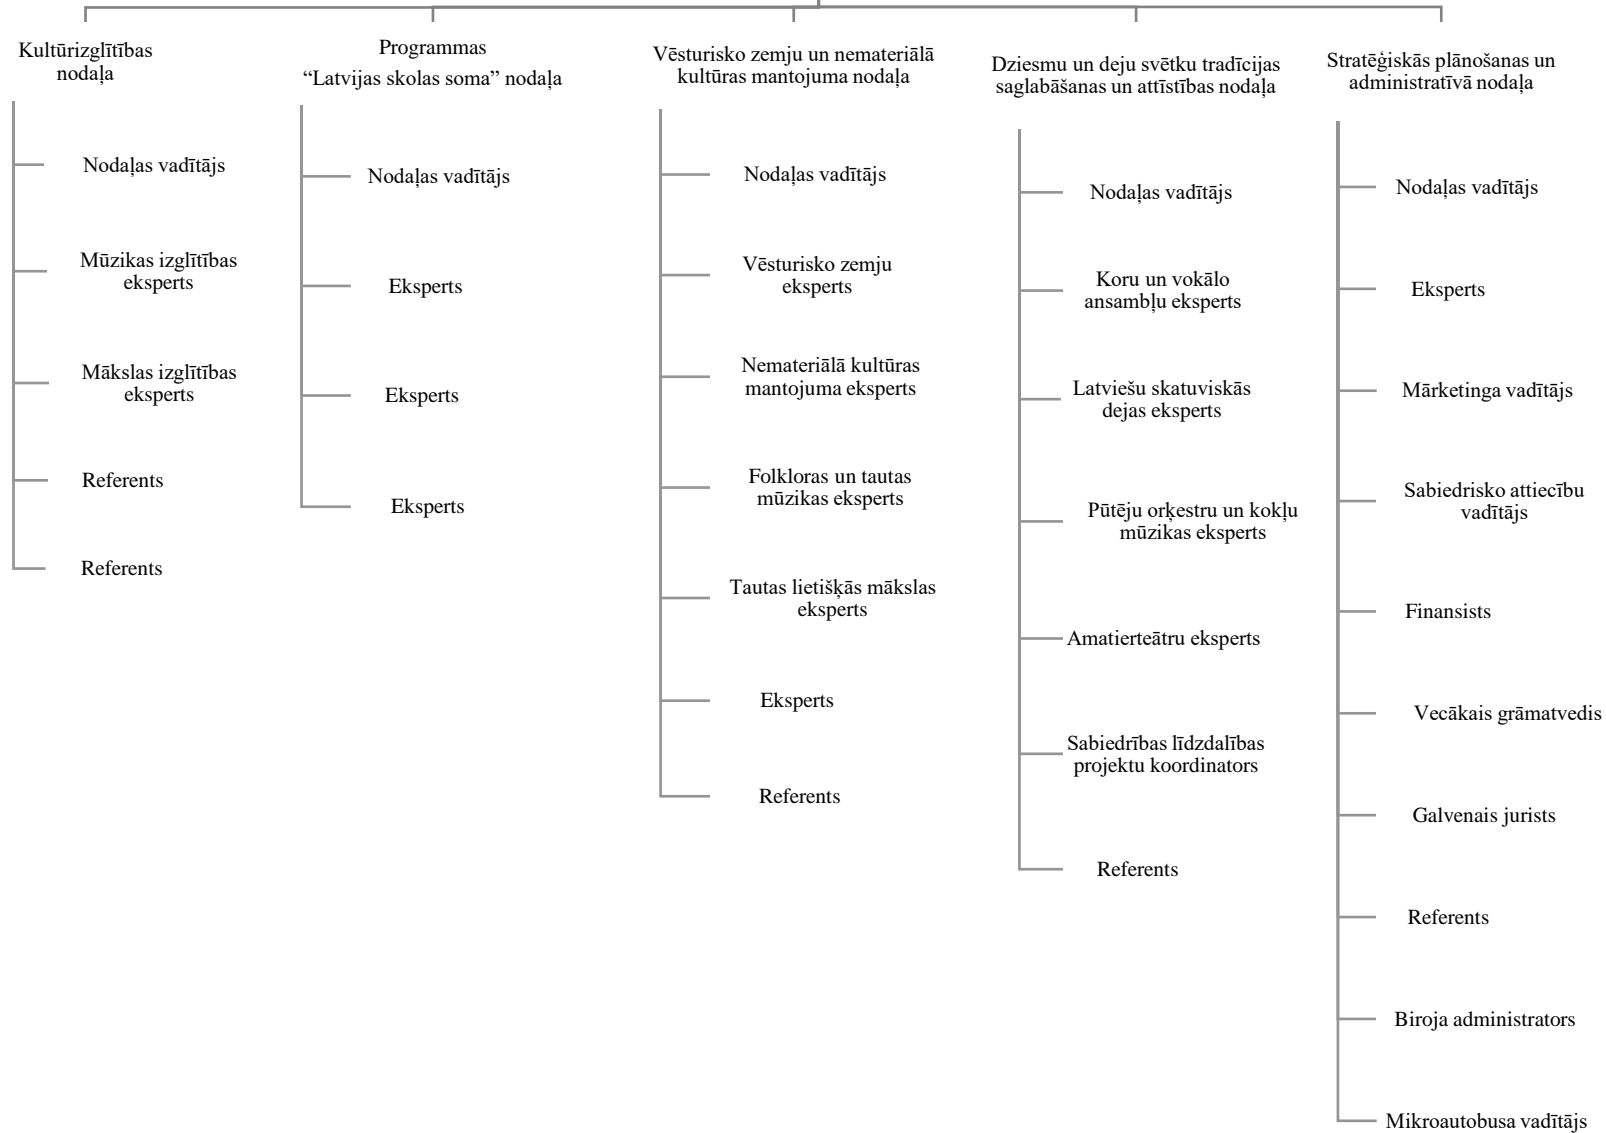 Kultūrizglītības
nodaļa
Nodaļas vadītājs
Mūzikas izglītības
eksperts
Mākslas izglītības
eksperts
Referents
Referents
Programmas
“Latvijas skolas soma” nodaļa
Nodaļas vadītājs
Eksperts
Eksperts
Eksperts
Vēsturisko zemju un nemateriālā
kultūras mantojuma nodaļa
Nodaļas vadītājs
Vēsturisko zemju
eksperts
Nemateriālā kultūras
mantojuma eksperts
Folkloras un tautas
mūzikas eksperts
Tautas lietišķās mākslas
eksperts
Eksperts
Referents
Dziesmu un deju svētku tradīcijas
saglabāšanas un attīstības nodaļa
Nodaļas vadītājs
Koru un vokālo
ansambļu eksperts
Latviešu skatuviskās
dejas eksperts
Pūtēju orķestru un kokļu
mūzikas eksperts
Amatierteātru eksperts
Sabiedrības līdzdalības
projektu koordinators
Referents
Stratēģiskās plānošanas un
administratīvā nodaļa
Nodaļas vadītājs
Eksperts
Mārketinga vadītājs
Sabiedrisko attiecību
vadītājs
Finansists
Vecākais grāmatvedis
Galvenais jurists
Referents
Biroja administrators
Mikroautobusa vadītājs